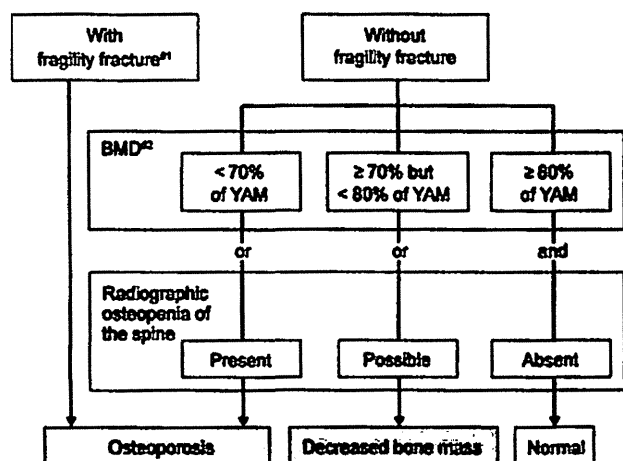 With
fragility fracture#1
Without
fragility fracture
BMD#2
< 70%
of YAM
≥ 70% but
< 80% of YAM
≥ 80%
of YAM
or
or
and
Radiographic
osteopenia of
the spine
Present
Possible
Absent
Osteoporosis
Decreased bone mass
Normal